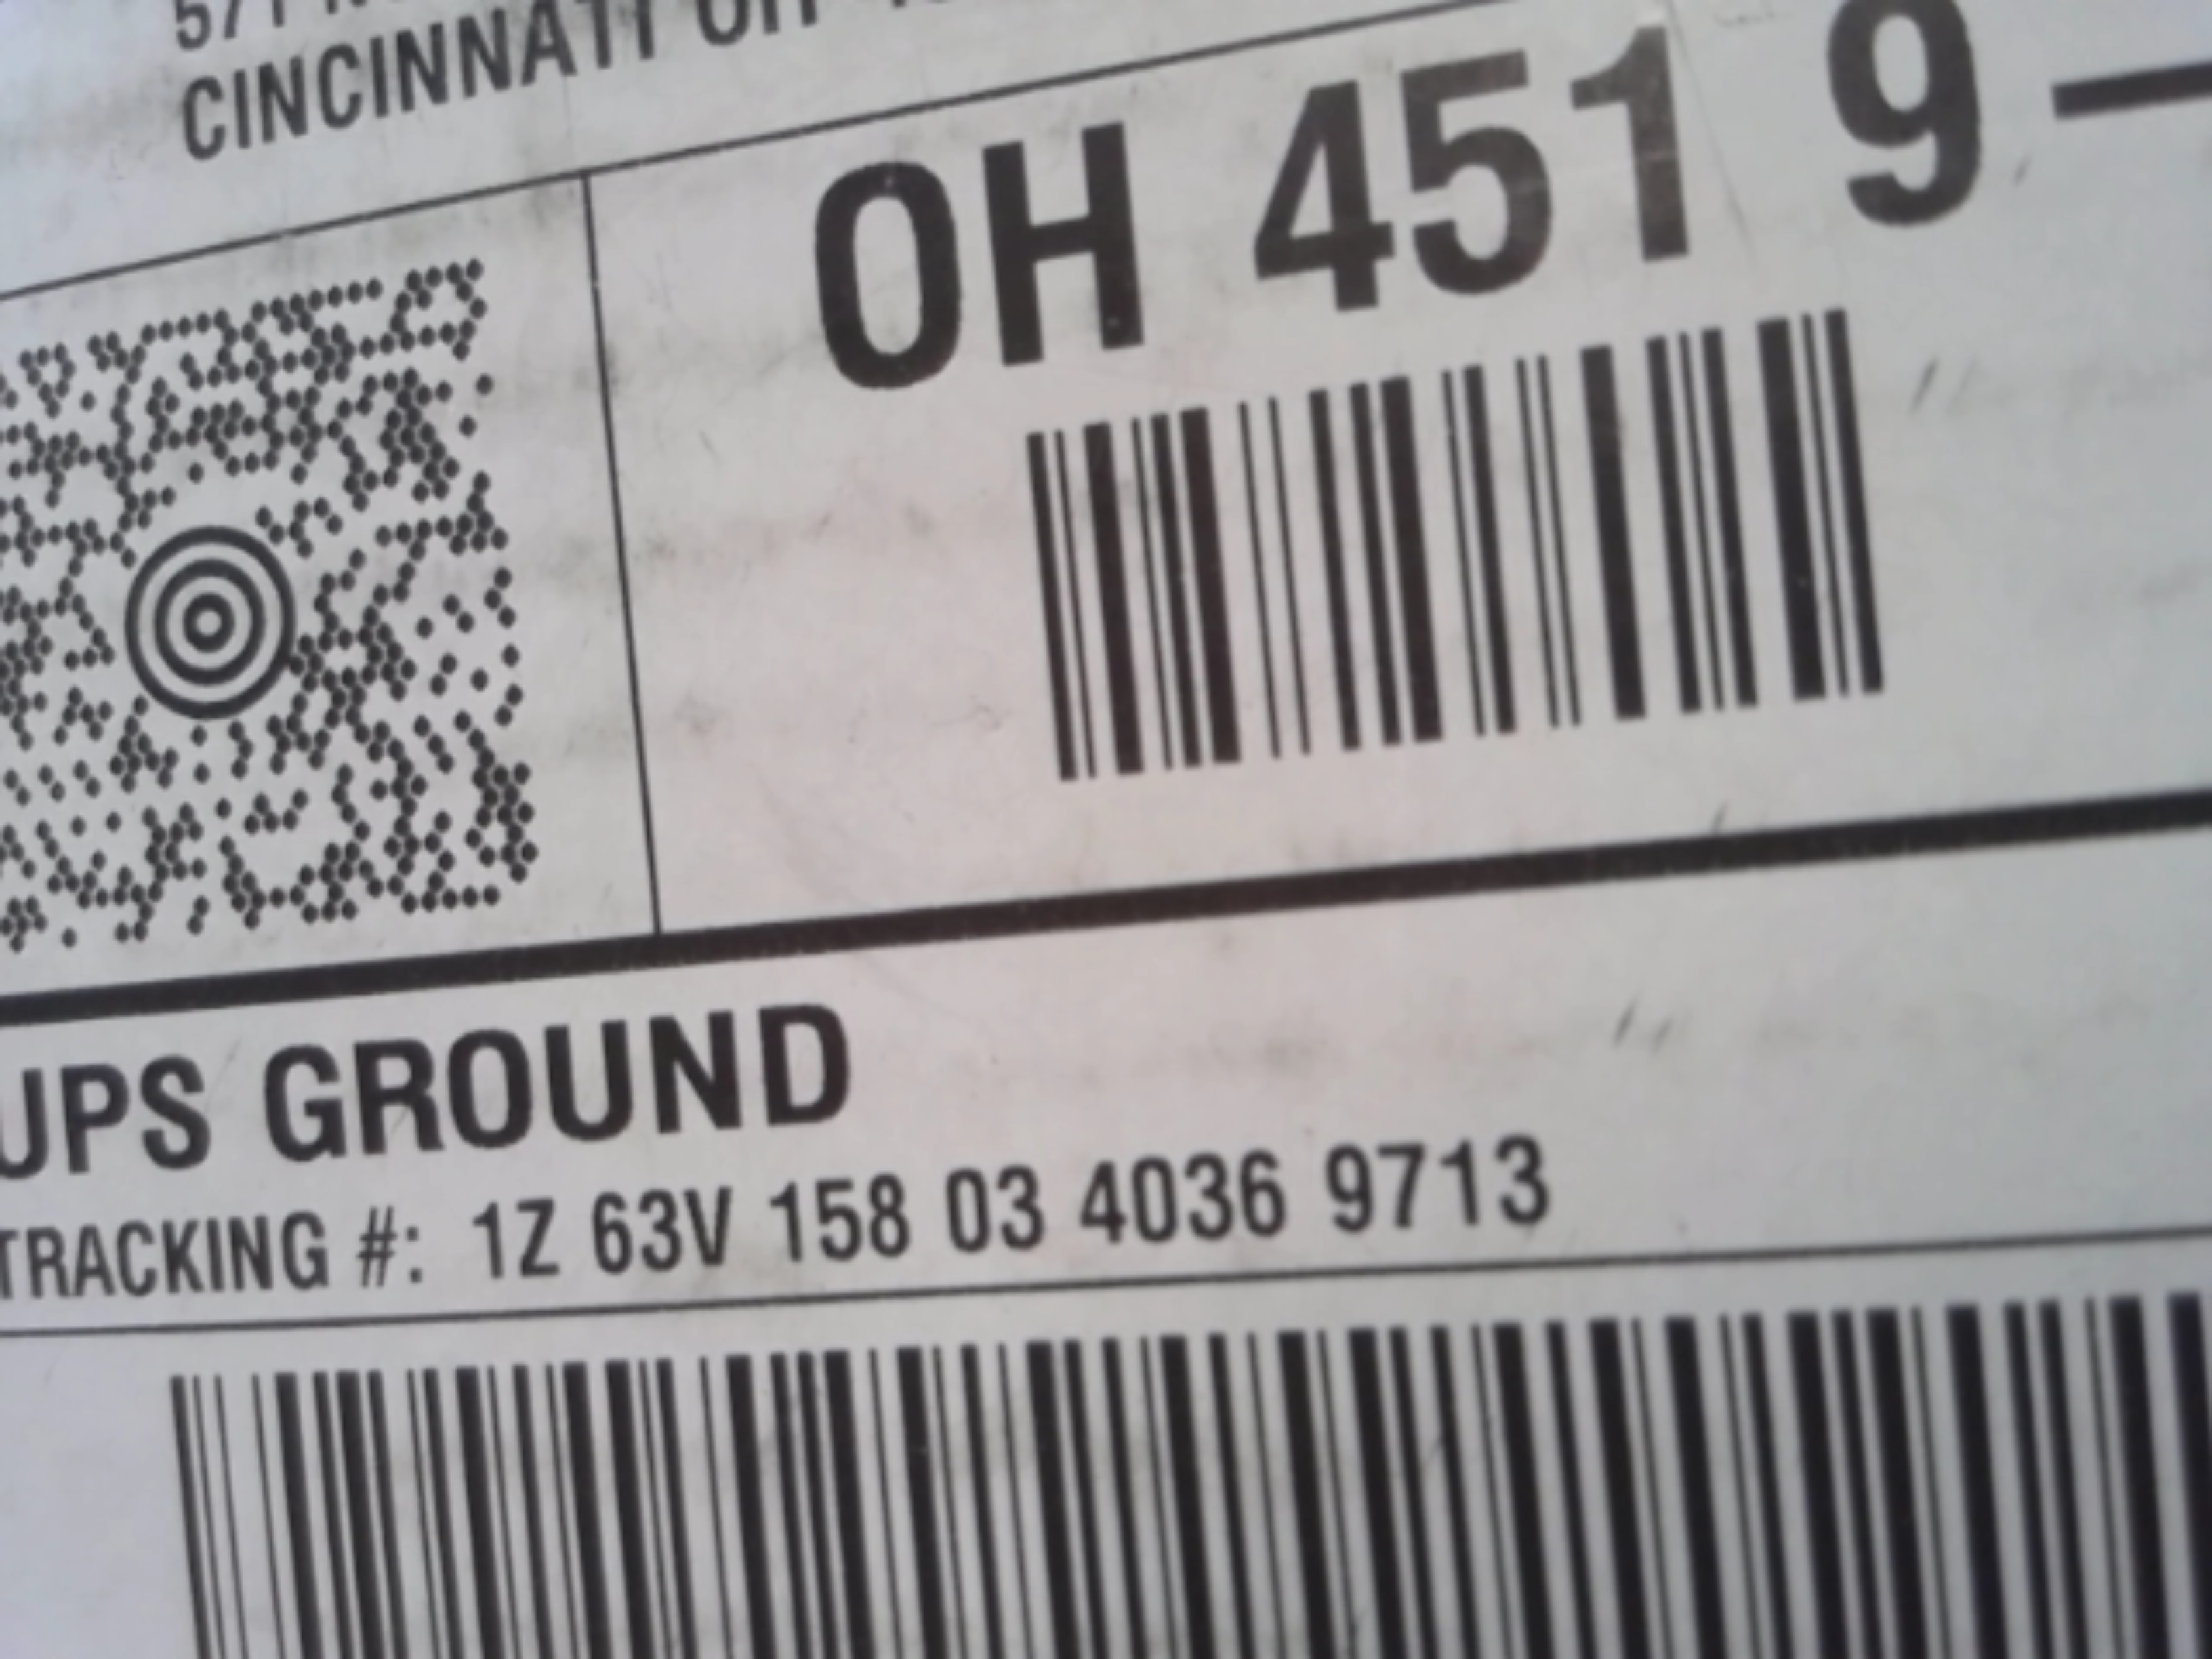 CINCINNATI OH
OH 451 9 –
UPS GROUND
TRACKING #: 1Z 63V 158 03 4036 9713